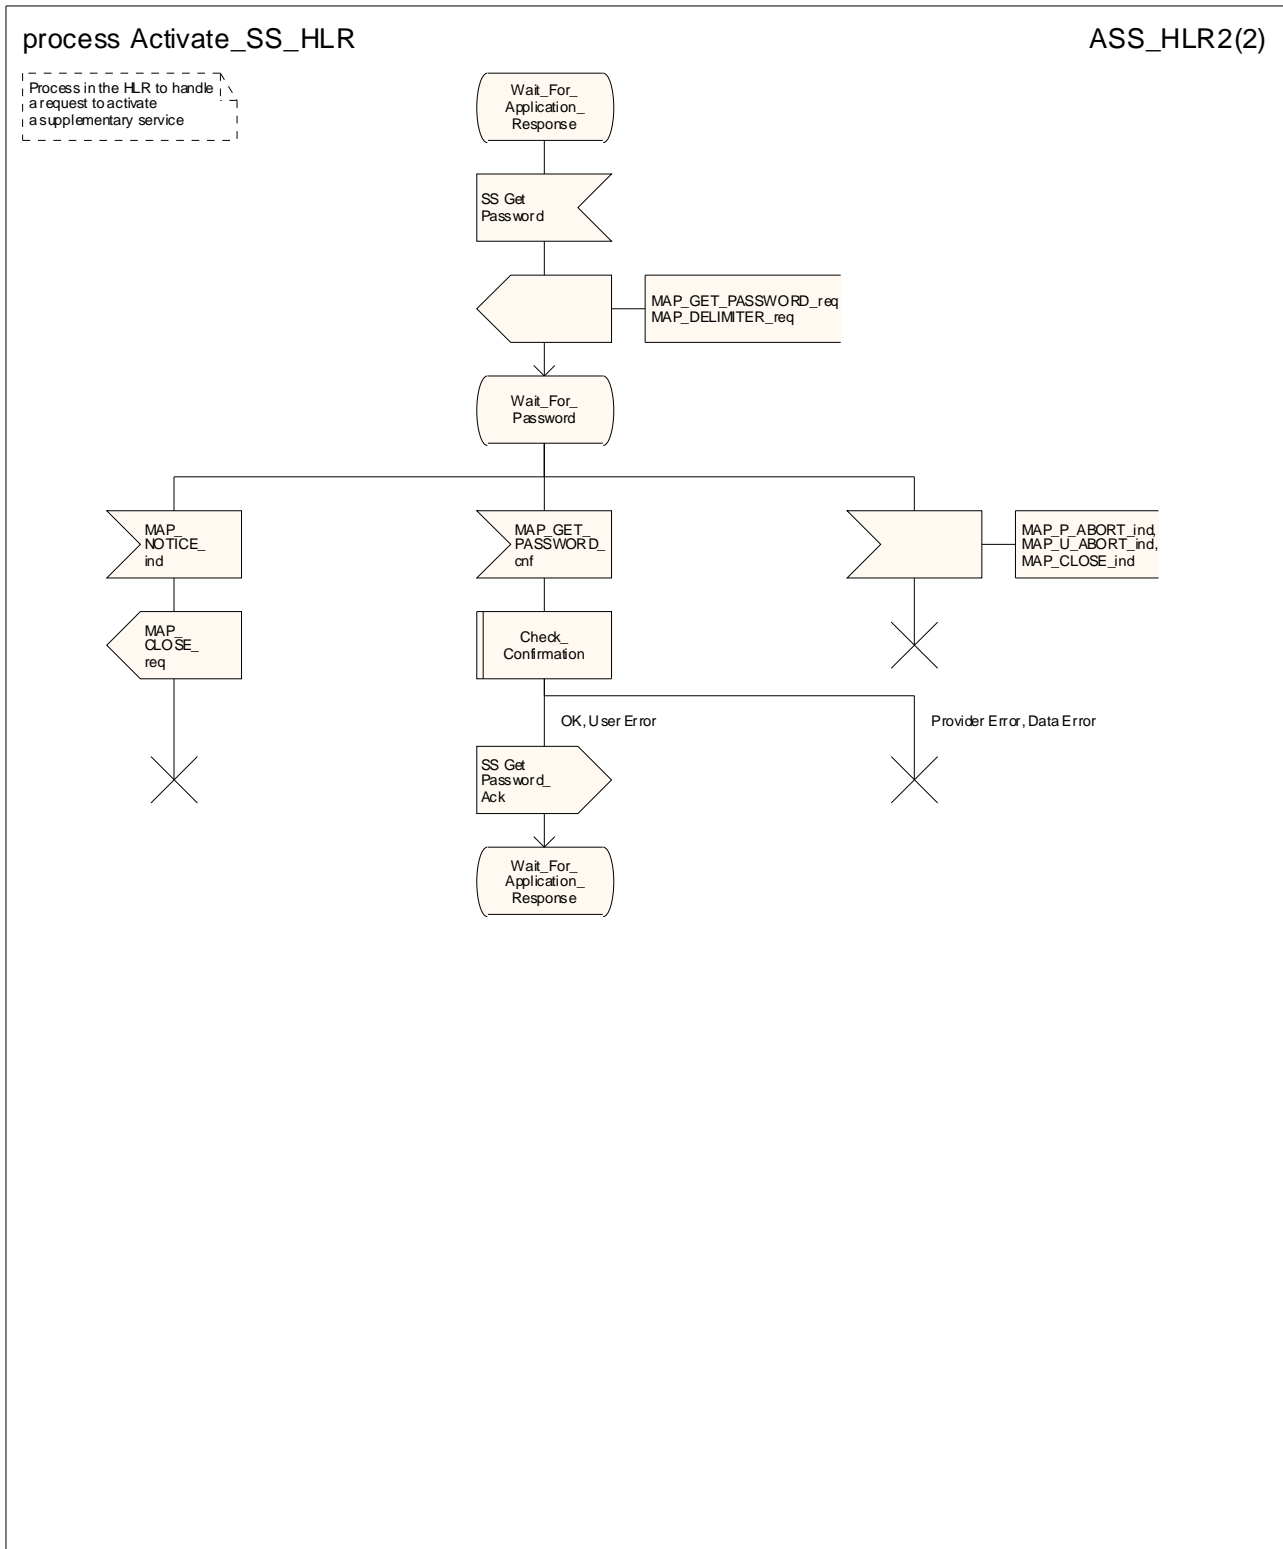 process Activate_SS_HLR
ASS_HLR2(2)
Process in the HLR to handle
a request to activate
a supplementary service
Wait_For_
Application_
Response
SS Get
Password
MAP_GET_PASSWORD_req
MAP_DELIMITER_req
Wait_For_
Password
MAP_
NOTICE_
ind
MAP_GET_
PASSWORD_
cnf
MAP_P_ABORT_ind,
MAP_U_ABORT_ind,
MAP_CLOSE_ind
MAP_
CLOSE_
req
Check_
Confirmation
OK, User Error
Provider Error, Data Error
SS Get
Password_
Ack
Wait_For_
Application_
Response